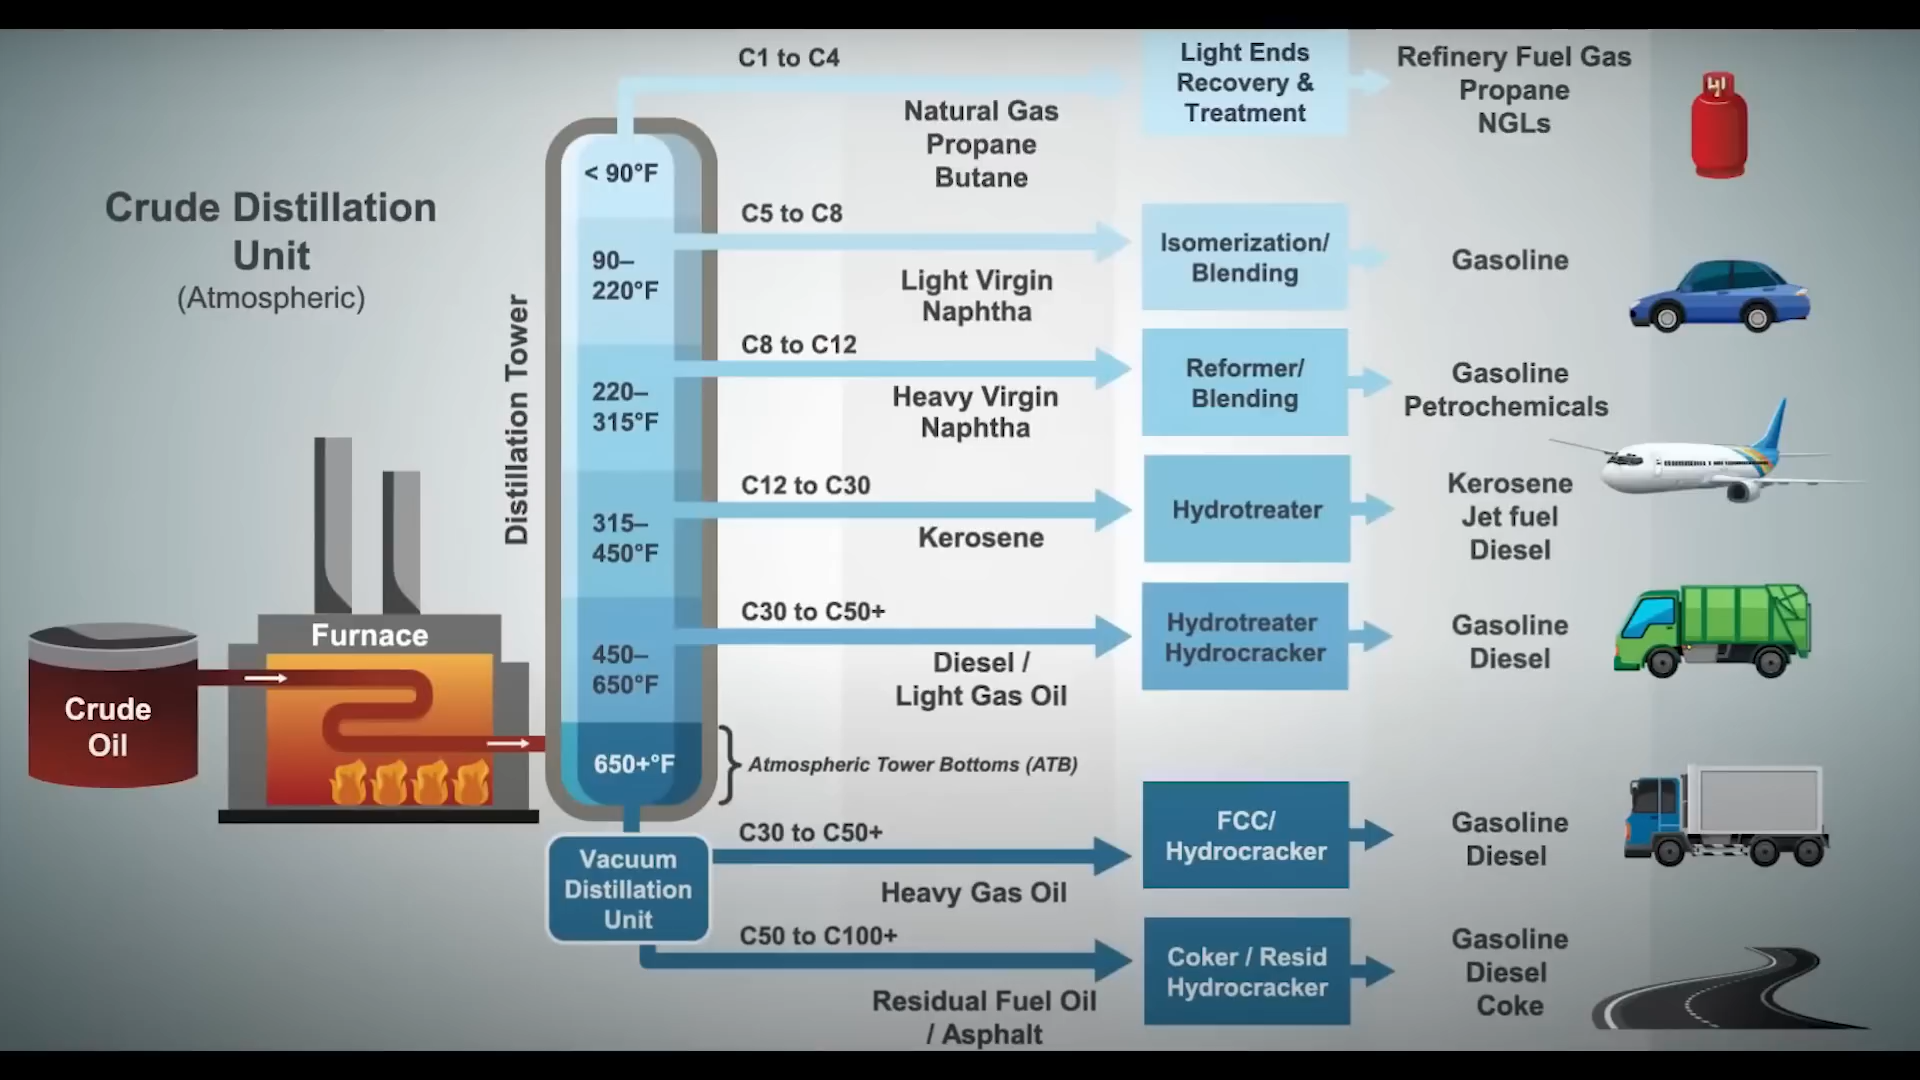 Crude Distillation
Unit
(Atmospheric)
Crude
Oil
Furnace
Distillation Tower
< 90°F
90–
220°F
220–
315°F
315–
450°F
450–
650°F
650+°F
Atmospheric Tower Bottoms (ATB)
Vacuum
Distillation
Unit
C1 to C4
Natural Gas
Propane
Butane
Light Ends
Recovery &
Treatment
Refinery Fuel Gas
Propane
NGLs
C5 to C8
Light Virgin
Naphtha
Isomerization/
Blending
Gasoline
C8 to C12
Heavy Virgin
Naphtha
Reformer/
Blending
Gasoline
Petrochemicals
C12 to C30
Kerosene
Hydrotreater
Kerosene
Jet fuel
Diesel
C30 to C50+
Diesel /
Light Gas Oil
Hydrotreater
Hydrocracker
Gasoline
Diesel
C30 to C50+
Heavy Gas Oil
FCC/
Hydrocracker
Gasoline
Diesel
C50 to C100+
Residual Fuel Oil
/ Asphalt
Coker / Resid
Hydrocracker
Gasoline
Diesel
Coke